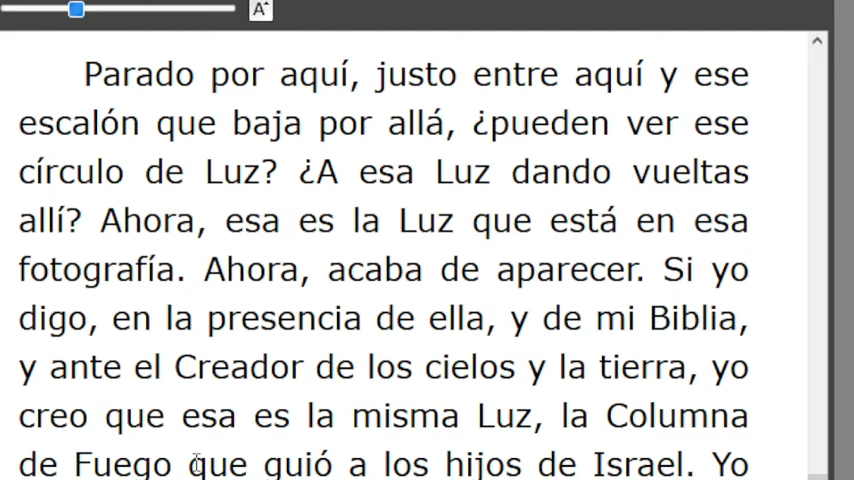 A
Parado por aquí, justo entre aquí y ese
escalón que baja por allá, ¿pueden ver ese
círculo de Luz? ¿A esa Luz dando vueltas
allí? Ahora, esa es la Luz que está en esa
fotografía. Ahora, acaba de aparecer. Si yo
digo, en la presencia de ella, y de mi Biblia,
y ante el Creador de los cielos y la tierra, yo
creo que esa es la misma Luz, la Columna
de Fuego que guió a los hijos de Israel. Yo